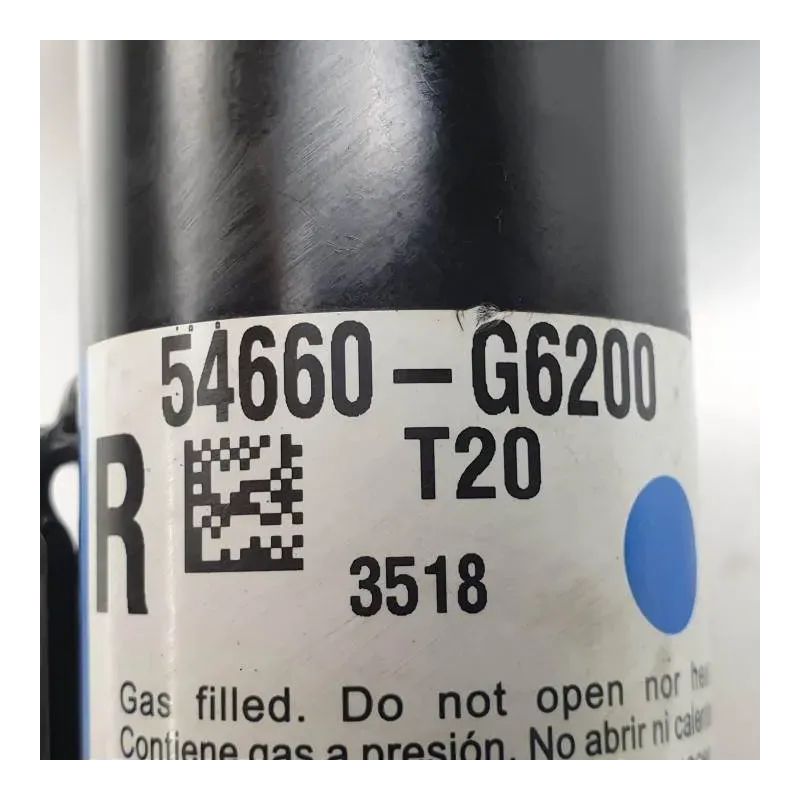 54660-G6200
R
T20
3518
Gas filled. Do not open nor
Contiene gas a presión. No abrir ni